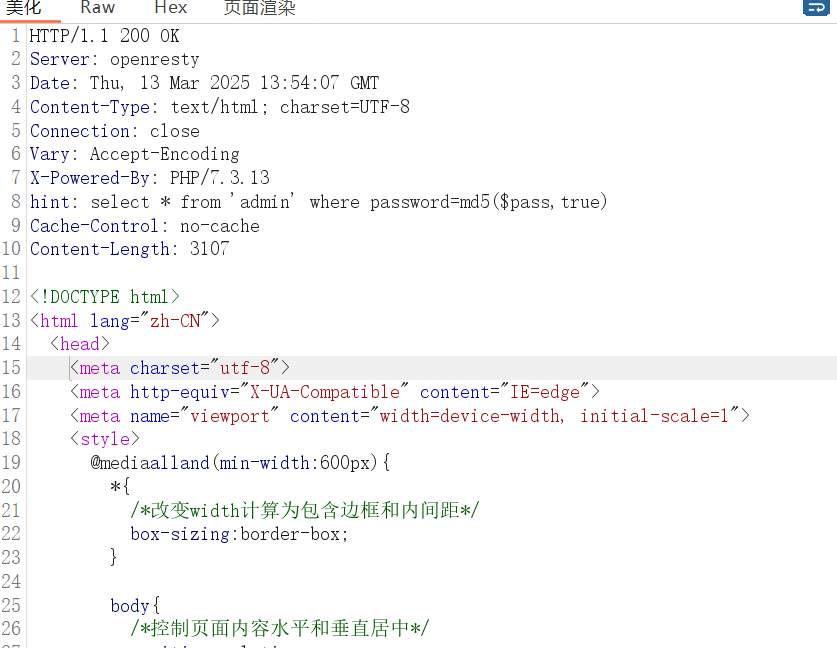 美化 Raw Hex 页面渲染
1 HTTP/1.1 200 OK
2 Server: openresty
3 Date: Thu, 13 Mar 2025 13:54:07 GMT
4 Content-Type: text/html; charset=UTF-8
5 Connection: close
6 Vary: Accept-Encoding
7 X-Powered-By: PHP/7.3.13
8 hint: select * from 'admin' where password=md5($pass,true)
9 Cache-Control: no-cache
10 Content-Length: 3107
11
12 <!DOCTYPE html>
13 <html lang="zh-CN">
14 <head>
15 <meta charset="utf-8">
16 <meta http-equiv="X-UA-Compatible" content="IE=edge">
17 <meta name="viewport" content="width=device-width, initial-scale=1">
18 <style>
19 @mediaalland(min-width:600px){
20 *{
21 /*改变width计算为包含边框和内间距*/
22 box-sizing:border-box;
23 }
24
25 body{
26 /*控制页面内容水平和垂直居中*/